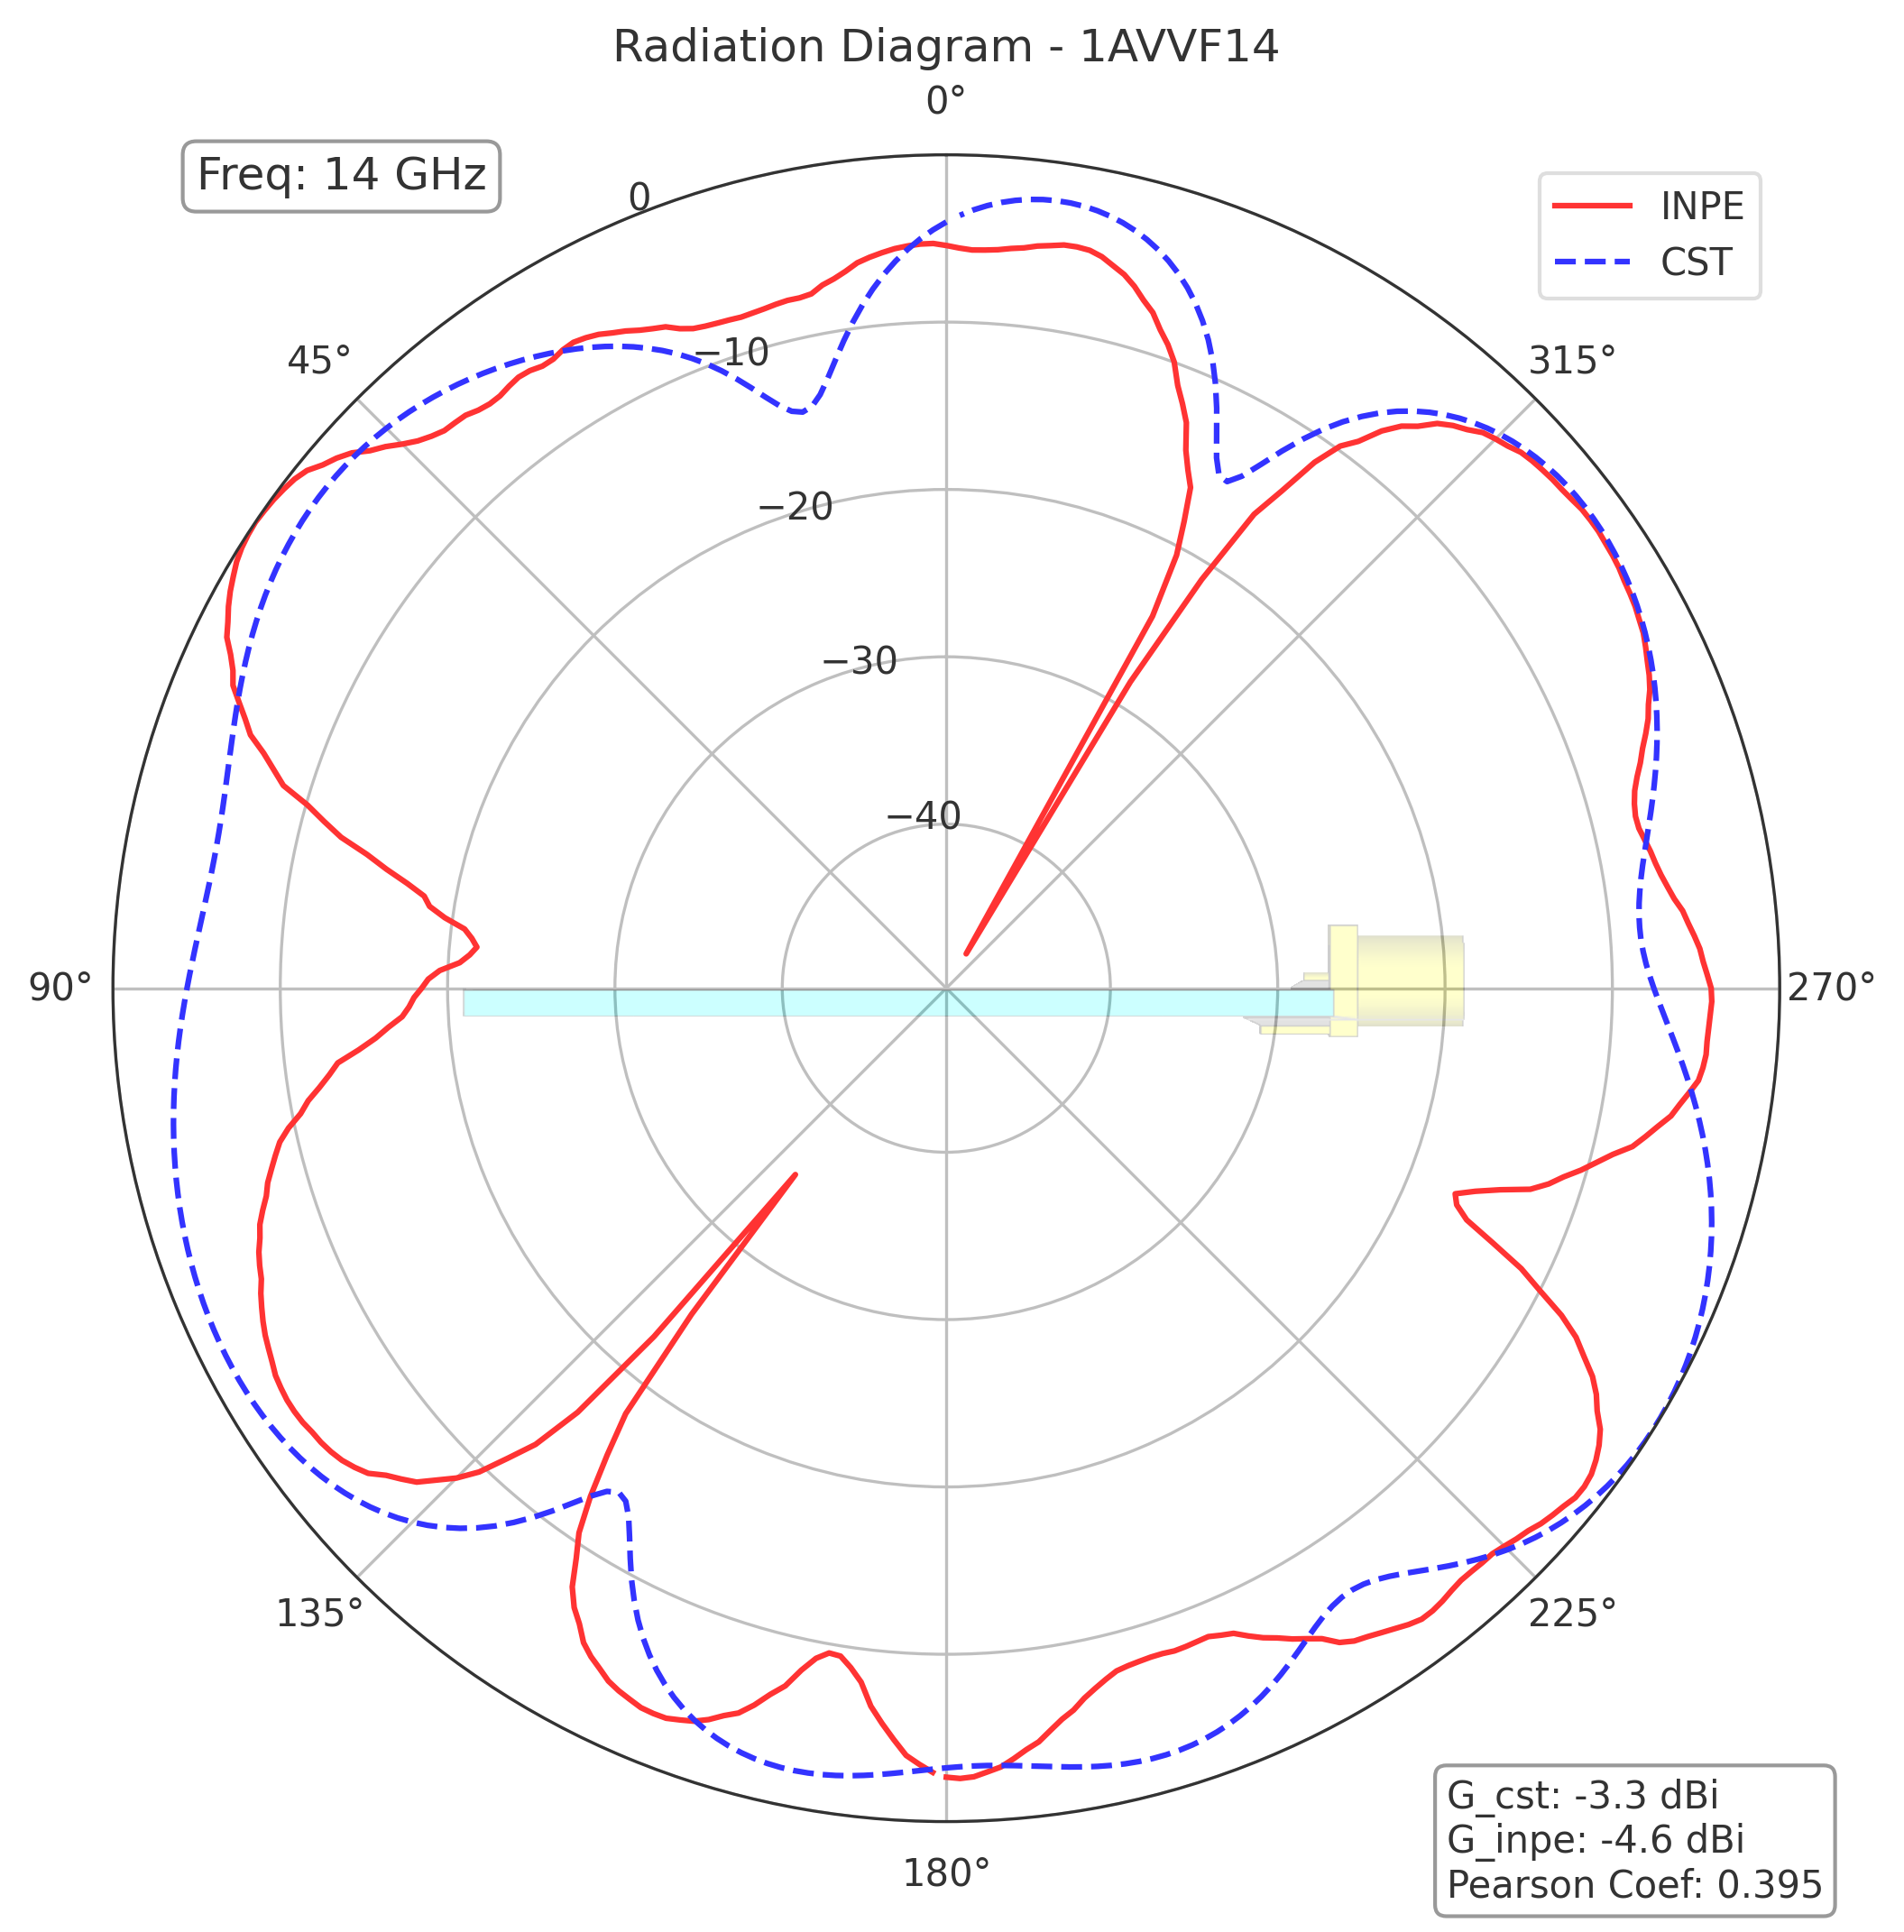 Radiation Diagram - 1AVVF14
0°
Freq: 14 GHz
0
INPE
CST
45°
−10
315°
−20
−30
−40
90°
270°
135°
225°
180°
G_cst: -3.3 dBi
G_inpe: -4.6 dBi
Pearson Coef: 0.395